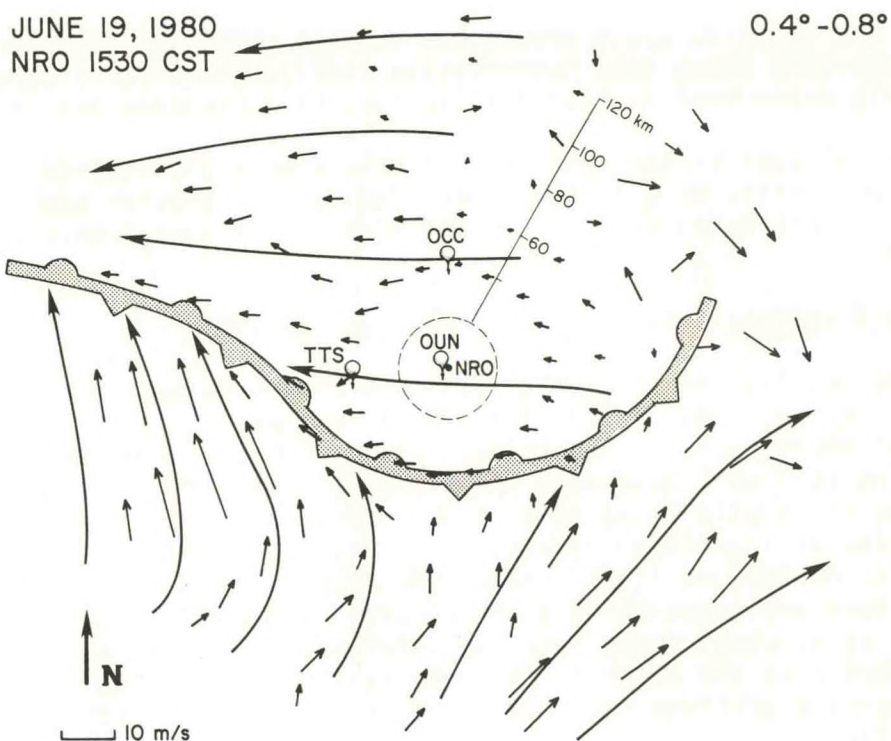 JUNE 19, 1980
NRO 1530 CST
0.4°-0.8°
120 km
100
80
60
OCC
OUN
TTS
NRO
N
10 m/s